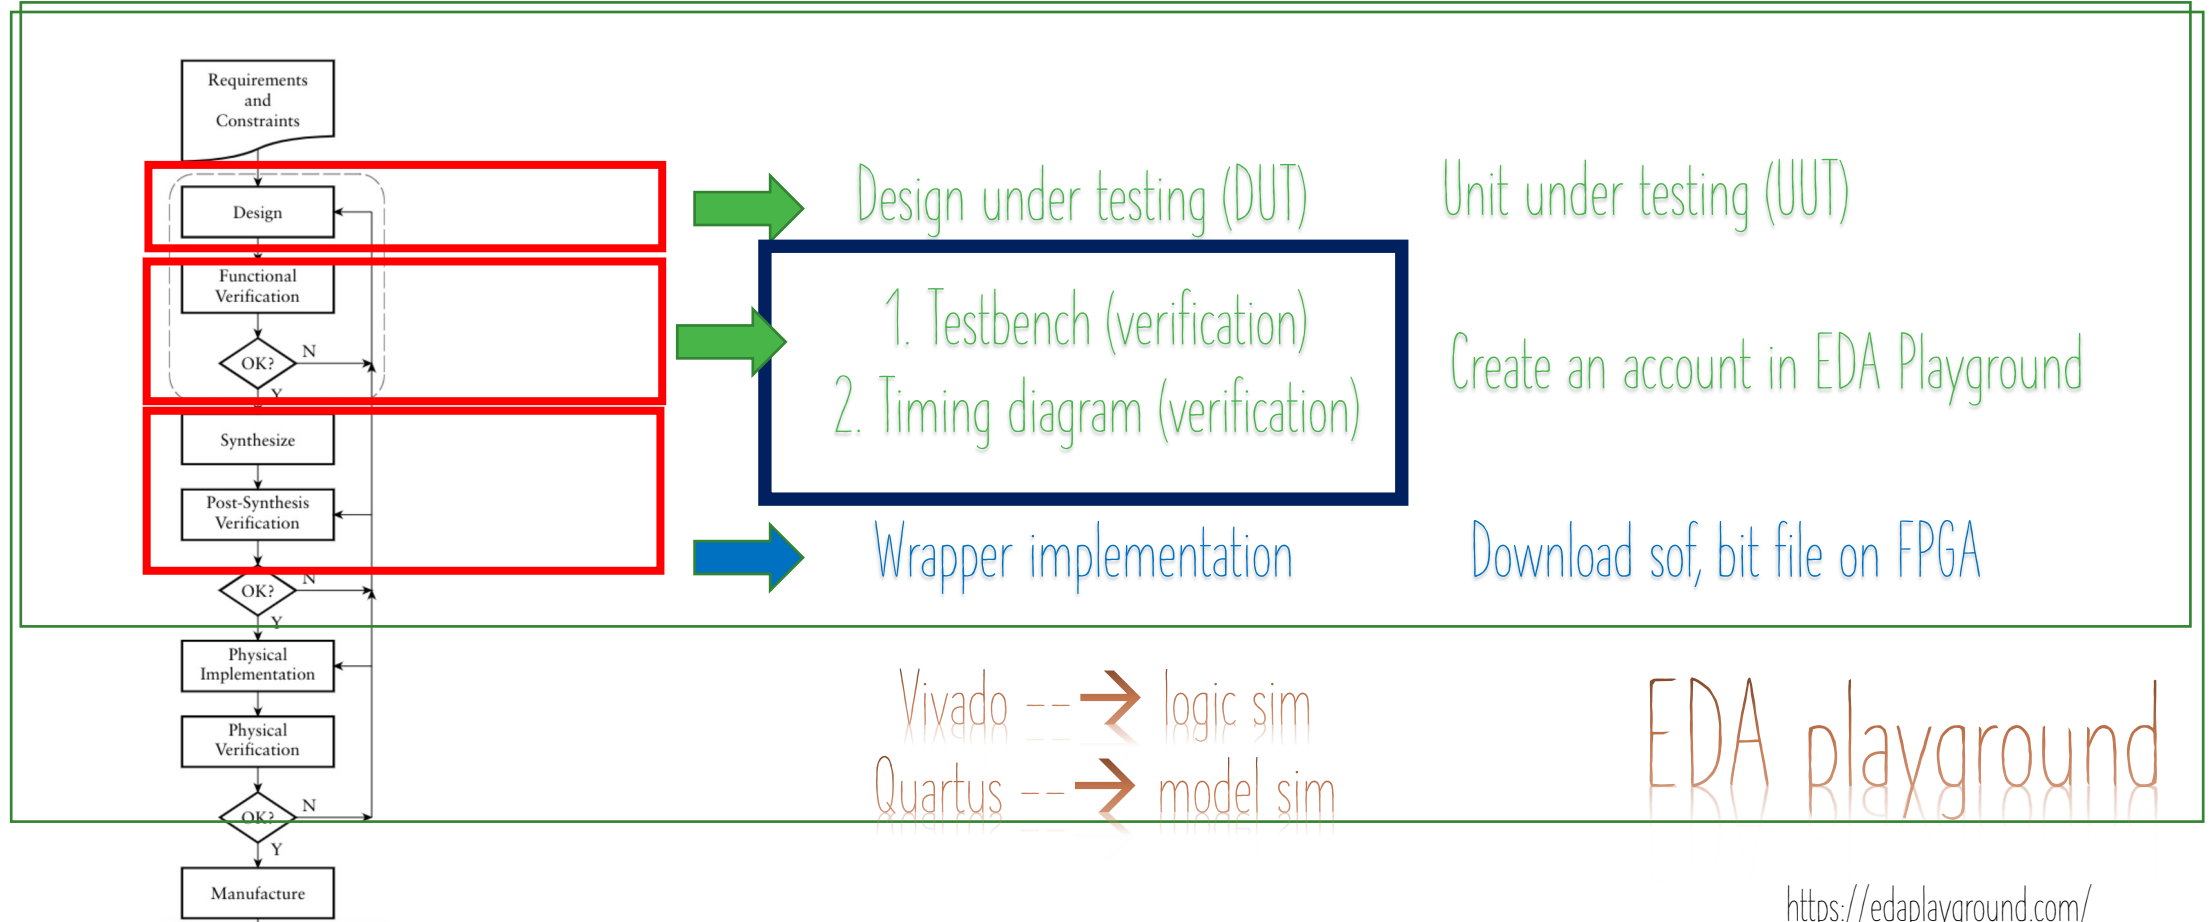 Requirements
and
Constraints
Design
Functional
Verification
OK?
N
Y
Synthesize
Post-Synthesis
Verification
OK?
N
Y
Physical
Implementation
Physical
Verification
OK?
N
Y
Manufacture
Design under testing (DUT)
Unit under testing (UUT)
1. Testbench (verification)
2. Timing diagram (verification)
Create an account in EDA Playground
Wrapper implementation
Download sof, bit file on FPGA
Vivado --→ logic sim
Quartus --→ model sim
EDA playground
https://edaplayground.com/